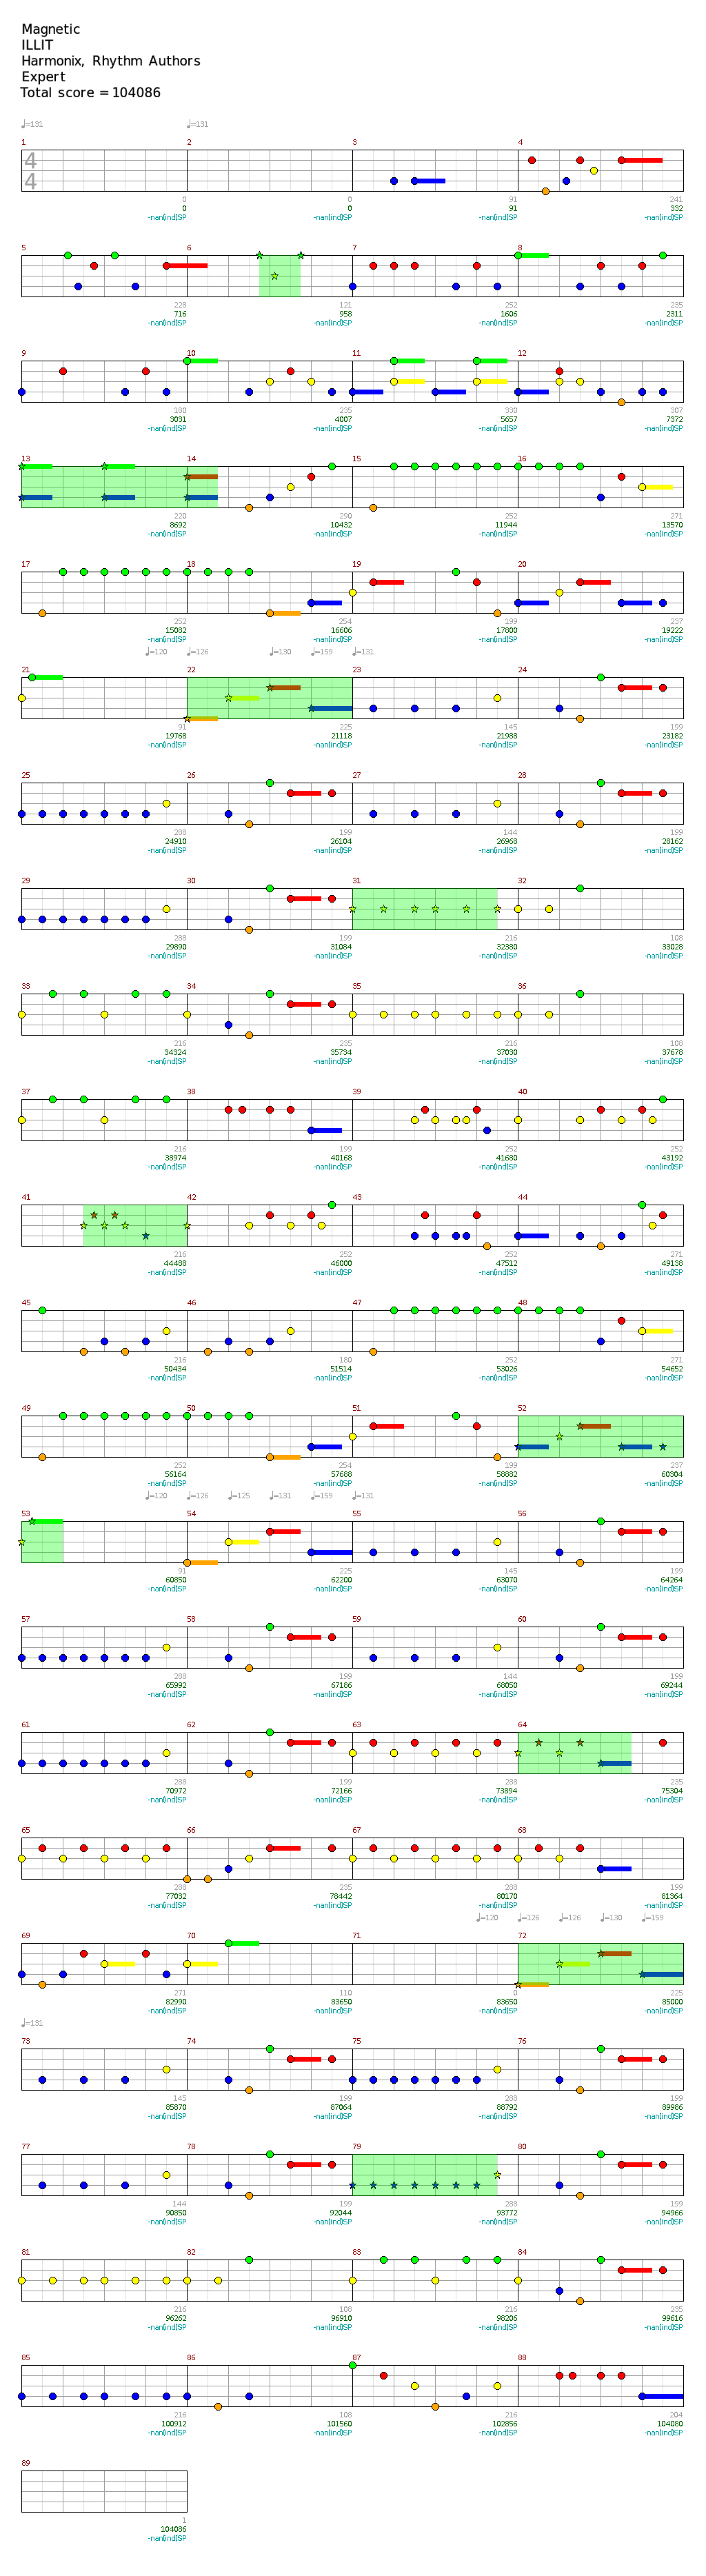 Magnetic
ILLIT
Harmonix, Rhythm Authors
Expert
Total score = 104086
♩=131 ♩=131
1 2 3 4
4
4
0 0 91 241
0 0 91 332
-nan(ind)SP -nan(ind)SP -nan(ind)SP -nan(ind)SP
5 6 7 8
228 121 252 235
716 958 1606 2311
-nan(ind)SP -nan(ind)SP -nan(ind)SP -nan(ind)SP
9 10 11 12
180 235 330 307
3031 4007 5657 7372
-nan(ind)SP -nan(ind)SP -nan(ind)SP -nan(ind)SP
13 14 15 16
220 290 252 271
8692 10432 11944 13570
-nan(ind)SP -nan(ind)SP -nan(ind)SP -nan(ind)SP
17 18 19 20
252 254 199 237
15082 16606 17800 19222
-nan(ind)SP -nan(ind)SP -nan(ind)SP -nan(ind)SP
♩=120 ♩=126 ♩=130 ♩=159 ♩=131
21 22 23 24
91 225 145 199
19768 21118 21988 23182
-nan(ind)SP -nan(ind)SP -nan(ind)SP -nan(ind)SP
25 26 27 28
288 199 144 199
24910 26104 26968 28162
-nan(ind)SP -nan(ind)SP -nan(ind)SP -nan(ind)SP
29 30 31 32
288 199 216 108
29890 31084 32380 33028
-nan(ind)SP -nan(ind)SP -nan(ind)SP -nan(ind)SP
33 34 35 36
216 235 216 108
34324 35734 37030 37678
-nan(ind)SP -nan(ind)SP -nan(ind)SP -nan(ind)SP
37 38 39 40
216 199 252 252
38974 40168 41680 43192
-nan(ind)SP -nan(ind)SP -nan(ind)SP -nan(ind)SP
41 42 43 44
216 252 252 271
44488 46000 47512 49138
-nan(ind)SP -nan(ind)SP -nan(ind)SP -nan(ind)SP
45 46 47 48
216 180 252 271
50434 51514 53026 54652
-nan(ind)SP -nan(ind)SP -nan(ind)SP -nan(ind)SP
49 50 51 52
252 254 199 237
56164 57688 58882 60304
-nan(ind)SP -nan(ind)SP -nan(ind)SP -nan(ind)SP
♩=120 ♩=126 ♩=125 ♩=131 ♩=159 ♩=131
53 54 55 56
91 225 145 199
60850 62200 63070 64264
-nan(ind)SP -nan(ind)SP -nan(ind)SP -nan(ind)SP
57 58 59 60
288 199 144 199
65992 67186 68050 69244
-nan(ind)SP -nan(ind)SP -nan(ind)SP -nan(ind)SP
61 62 63 64
288 199 288 235
70972 72166 73894 75304
-nan(ind)SP -nan(ind)SP -nan(ind)SP -nan(ind)SP
65 66 67 68
288 235 288 199
77032 78442 80170 81364
-nan(ind)SP -nan(ind)SP -nan(ind)SP -nan(ind)SP
♩=120 ♩=126 ♩=126 ♩=130 ♩=159
69 70 71 72
271 110 0 225
82990 83650 83650 85000
-nan(ind)SP -nan(ind)SP -nan(ind)SP -nan(ind)SP
♩=131
73 74 75 76
145 199 288 199
85870 87064 88792 89986
-nan(ind)SP -nan(ind)SP -nan(ind)SP -nan(ind)SP
77 78 79 80
144 199 288 199
90850 92044 93772 94966
-nan(ind)SP -nan(ind)SP -nan(ind)SP -nan(ind)SP
81 82 83 84
216 108 216 235
96262 96910 98206 99616
-nan(ind)SP -nan(ind)SP -nan(ind)SP -nan(ind)SP
85 86 87 88
216 108 216 204
100912 101560 102856 104080
-nan(ind)SP -nan(ind)SP -nan(ind)SP -nan(ind)SP
89
1
104086
-nan(ind)SP